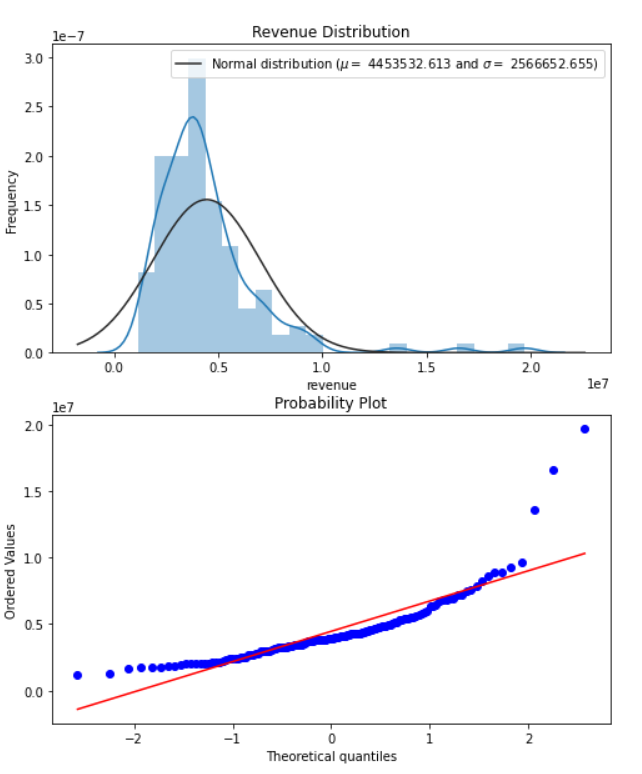 Revenue Distribution
1e−7
Normal distribution (μ = 4453532.613 and σ = 2566652.655)
3.0
2.5
2.0
1.5
1.0
0.5
0.0
Frequency
0.0 0.5 1.0 1.5 2.0
1e7
revenue
Probability Plot
1e7
2.0
1.5
1.0
0.5
0.0
Ordered Values
−2 −1 0 1 2
Theoretical quantiles